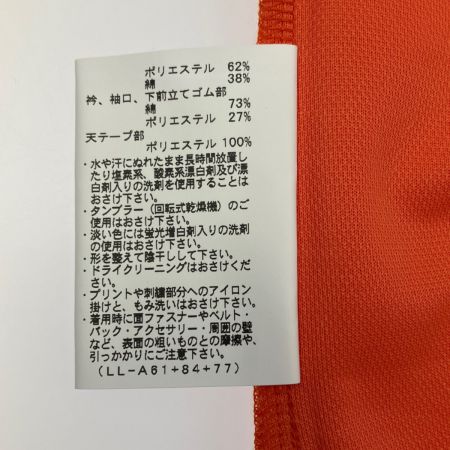 ポリエステル 62%
綿 38%
衿、袖口、下前立てゴム部
綿 73%
ポリエステル 27%
天テープ部
ポリエステル 100%
・水や汗にぬれたまま長時間放置し
たり塩素系、酸素系漂白剤及び漂
白剤入りの洗剤を使用することは
おさけ下さい。
・タンブラー（回転式乾燥機）のご
使用はおさけ下さい。
・淡い色には蛍光増白剤入りの洗剤
の使用はおさけ下さい。
・形を整えて陰干しして下さい。
・ドライクリーニングはおさけくだ
さい。
・プリントや刺繍部分へのアイロン
掛けと、もみ洗いはおさけ下さい。
・着用時に面ファスナーやベルト・
バック・アクセサリー・周囲の壁
など、表面の粗いものとの摩擦や、
引っかかりにご注意下さい。
(LL-A61+84+77)